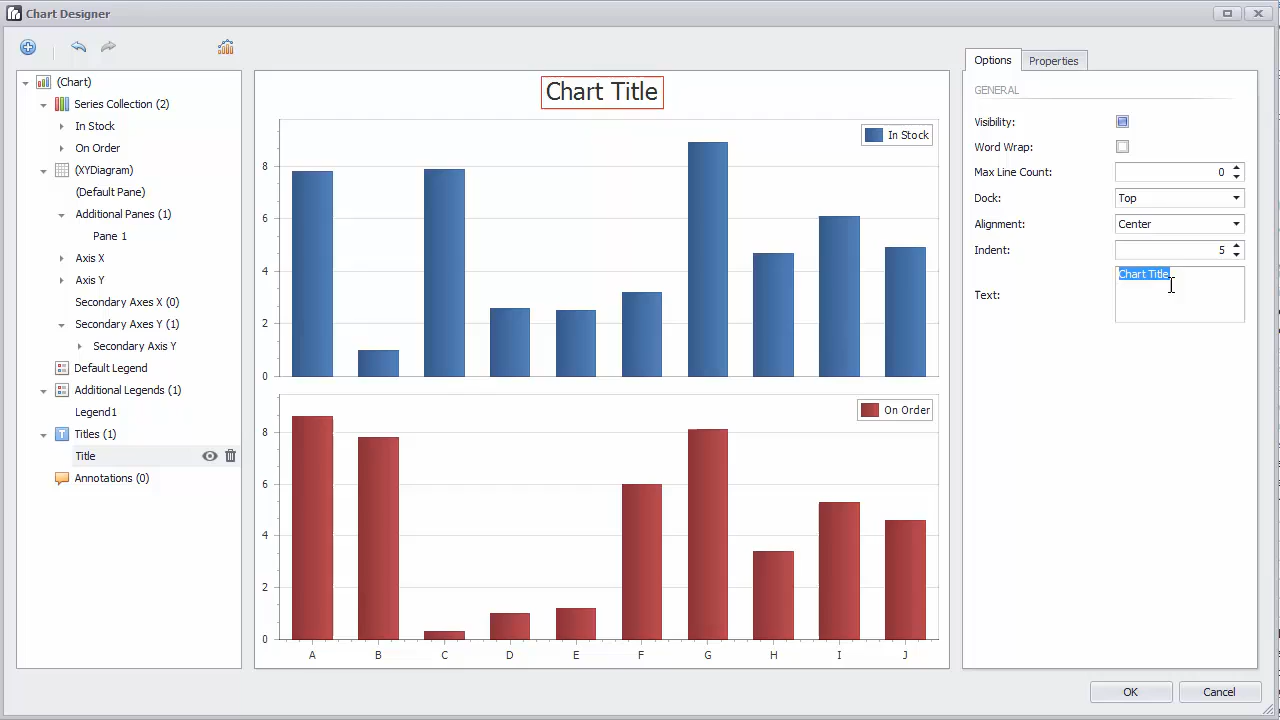 Chart Designer
(Chart)
Series Collection (2)
In Stock
On Order
(XYDiagram)
(Default Pane)
Additional Panes (1)
Pane 1
Axis X
Axis Y
Secondary Axes X (0)
Secondary Axes Y (1)
Secondary Axis Y
Default Legend
Additional Legends (1)
Legend1
Titles (1)
Title
Annotations (0)
Chart Title
In Stock
8
6
4
2
0
On Order
8
6
4
2
0
A B C D E F G H I J
Options Properties
GENERAL
Visibility:
Word Wrap:
Max Line Count: 0
Dock: Top
Alignment: Center
Indent: 5
Text: Chart Title
OK Cancel